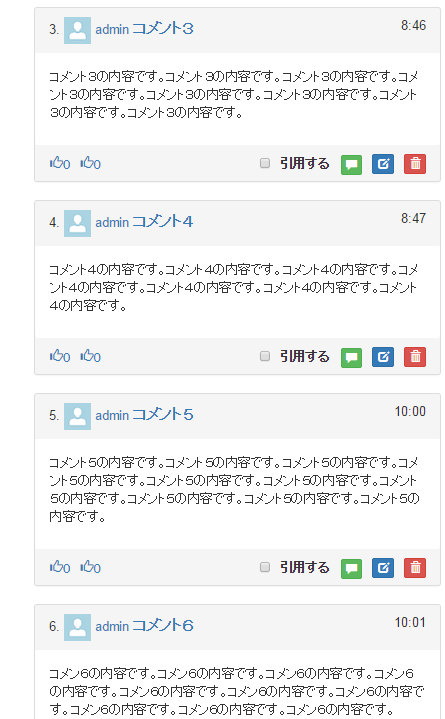 3. admin コメント３ 8:46
コメント３の内容です。コメント３の内容です。コメント３の内容です。コメ
ント３の内容です。コメント３の内容です。コメント３の内容です。コメント
３の内容です。コメント３の内容です。
0 0 引用する
4. admin コメント４ 8:47
コメント４の内容です。コメント４の内容です。コメント４の内容です。コメ
ント４の内容です。コメント４の内容です。コメント４の内容です。コメント
４の内容です。
0 0 引用する
5. admin コメント５ 10:00
コメント５の内容です。コメント５の内容です。コメント５の内容です。コメ
ント５の内容です。コメント５の内容です。コメント５の内容です。コメント
５の内容です。コメント５の内容です。コメント５の内容です。コメント５の
内容です。
0 0 引用する
6. admin コメント６ 10:01
コメン６の内容です。コメン６の内容です。コメン６の内容です。コメン６
の内容です。コメン６の内容です。コメン６の内容です。コメン６の内容で
す。コメン６の内容です。コメン６の内容です。コメン６の内容です。